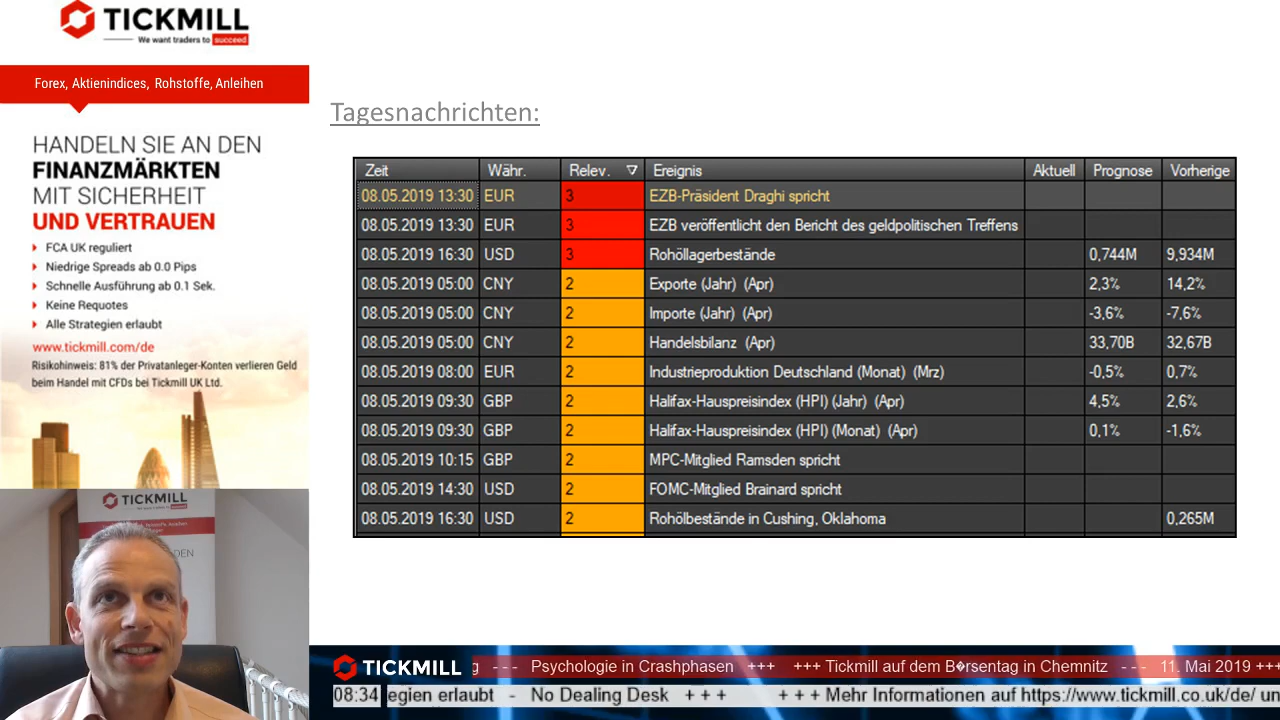 TICKMILL
We want traders to succeed
Forex, Aktienindices, Rohstoffe, Anleihen
HANDELN SIE AN DEN
FINANZMÄRKTEN
MIT SICHERHEIT
UND VERTRAUEN
FCA UK reguliert
Niedrige Spreads ab 0.0 Pips
Schnelle Ausführung ab 0.1 Sek.
Keine Requotes
Alle Strategien erlaubt
www.tickmill.com/de
Risikohinweis: 81% der Privatanleger-Konten verlieren Geld
beim Handel mit CFDs bei Tickmill UK Ltd.
Tagesnachrichten:
Zeit Währ. Relev. Ereignis Aktuell Prognose Vorherige
08.05.2019 13:30 EUR 3 EZB-Präsident Draghi spricht
08.05.2019 13:30 EUR 3 EZB veröffentlicht den Bericht des geldpolitischen Treffens
08.05.2019 16:30 USD 3 Rohöllagerbestände 0,744M 9,934M
08.05.2019 05:00 CNY 2 Exporte (Jahr) (Apr) 2,3% 14,2%
08.05.2019 05:00 CNY 2 Importe (Jahr) (Apr) -3,6% -7,6%
08.05.2019 05:00 CNY 2 Handelsbilanz (Apr) 33,70B 32,67B
08.05.2019 08:00 EUR 2 Industrieproduktion Deutschland (Monat) (Mrz) -0,5% 0,7%
08.05.2019 09:30 GBP 2 Halifax-Hauspreisindex (HPI) (Jahr) (Apr) 4,5% 2,6%
08.05.2019 09:30 GBP 2 Halifax-Hauspreisindex (HPI) (Monat) (Apr) 0,1% -1,6%
08.05.2019 10:15 GBP 2 MPC-Mitglied Ramsden spricht
08.05.2019 14:30 USD 2 FOMC-Mitglied Brainard spricht
08.05.2019 16:30 USD 2 Rohölbestände in Cushing, Oklahoma 0,265M
TICKMILL
TICKMILL g - - - Psychologie in Crashphasen +++ +++ Tickmill auf dem B�rsentag in Chemnitz - - - 11. Mai 2019 +++
08:34 egien erlaubt - No Dealing Desk + + + + + + Mehr Informationen auf https://www.tickmill.co.uk/de/ un